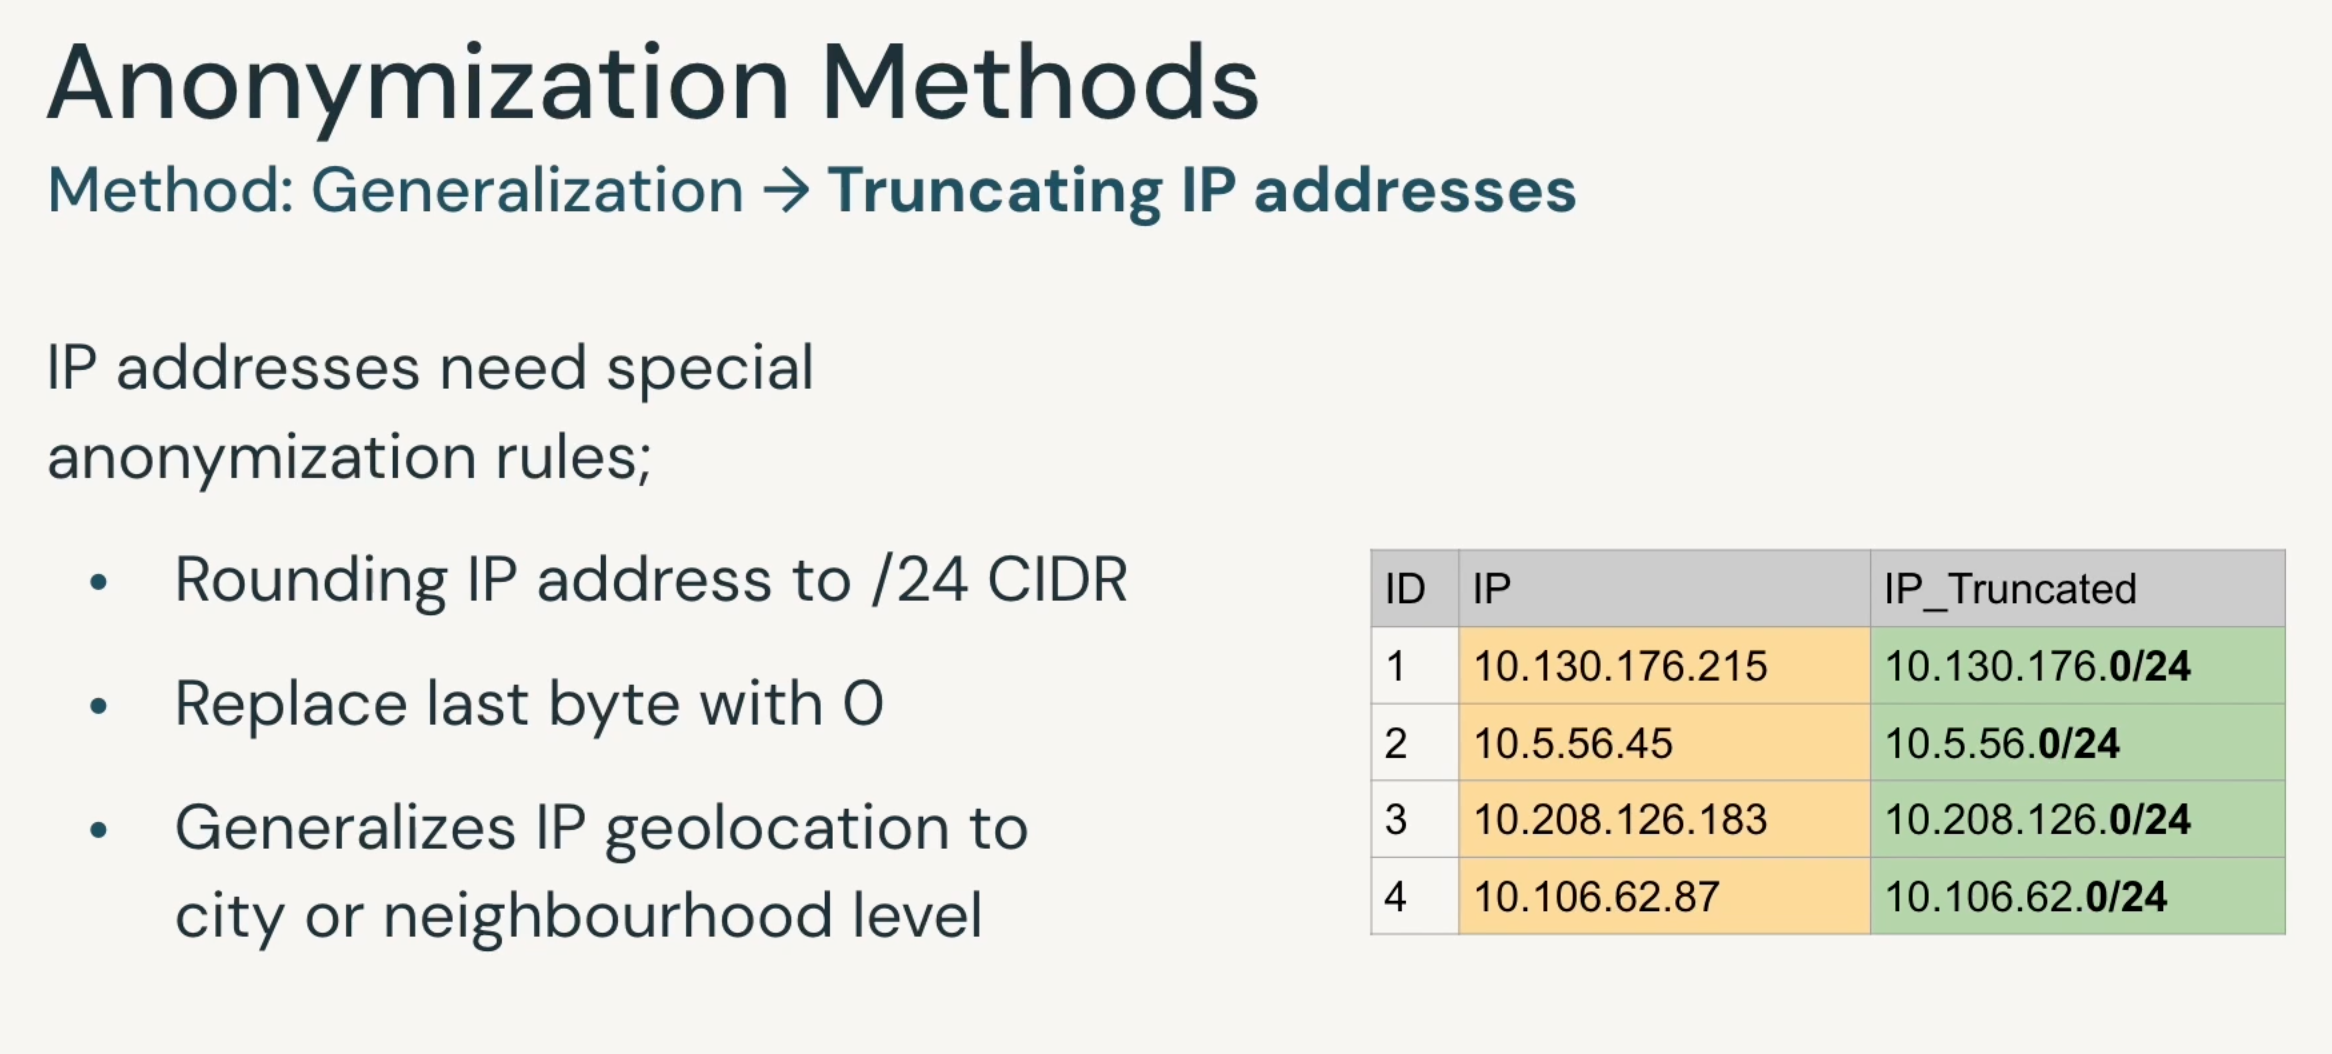 Anonymization Methods
Method: Generalization → Truncating IP addresses
IP addresses need special
anonymization rules;
• Rounding IP address to /24 CIDR
• Replace last byte with 0
• Generalizes IP geolocation to
city or neighbourhood level
ID IP IP_Truncated
1 10.130.176.215 10.130.176.0/24
2 10.5.56.45 10.5.56.0/24
3 10.208.126.183 10.208.126.0/24
4 10.106.62.87 10.106.62.0/24